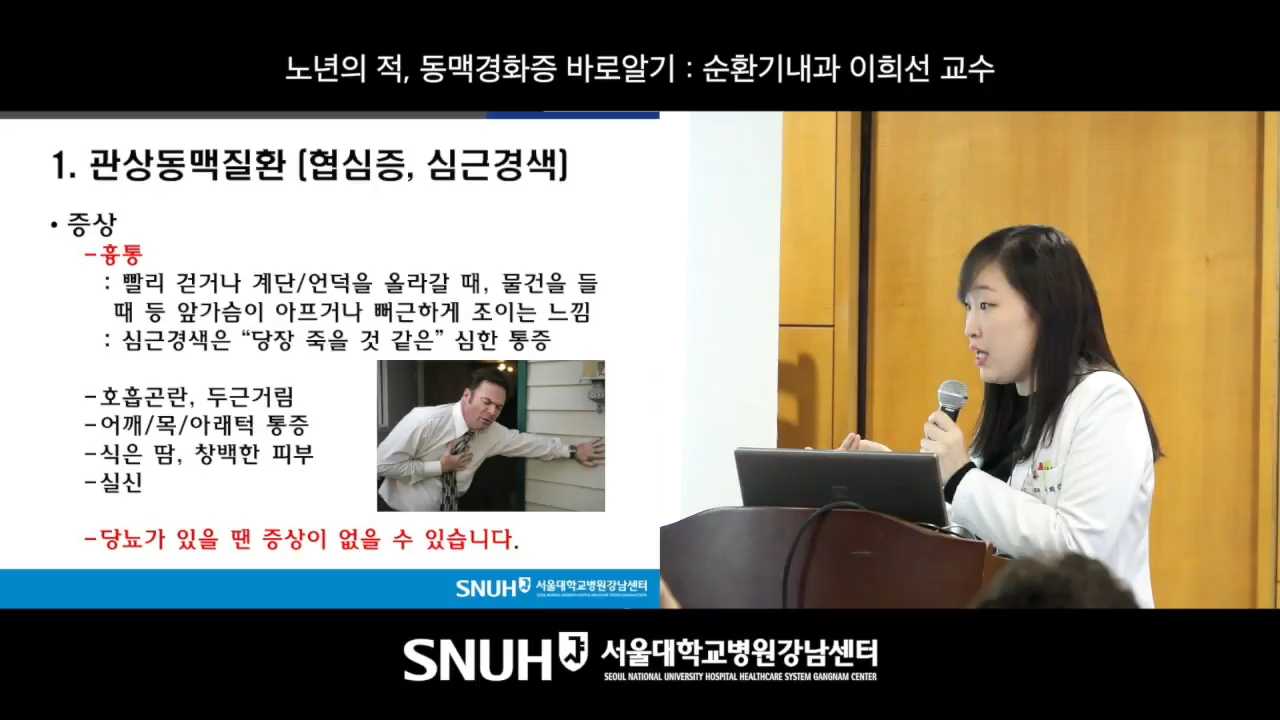 노년의 적, 동맥경화증 바로알기 : 순환기내과 이희선 교수
1. 관상동맥질환 (협심증, 심근경색)
• 증상
-흉통
: 빨리 걷거나 계단/언덕을 올라갈 때, 물건을 들
때 등 앞가슴이 아프거나 뻐근하게 조이는 느낌
: 심근경색은 “당장 죽을 것 같은” 심한 통증
-호흡곤란, 두근거림
-어깨/목/아래턱 통증
-식은 땀, 창백한 피부
-실신
-당뇨가 있을 땐 증상이 없을 수 있습니다.
SNUH 서울대학교병원강남센터
SEOUL NATIONAL UNIVERSITY HOSPITAL HEALTHCARE SYSTEM GANGNAM CENTER
SNUH 서울대학교병원강남센터
SEOUL NATIONAL UNIVERSITY HOSPITAL HEALTHCARE SYSTEM GANGNAM CENTER